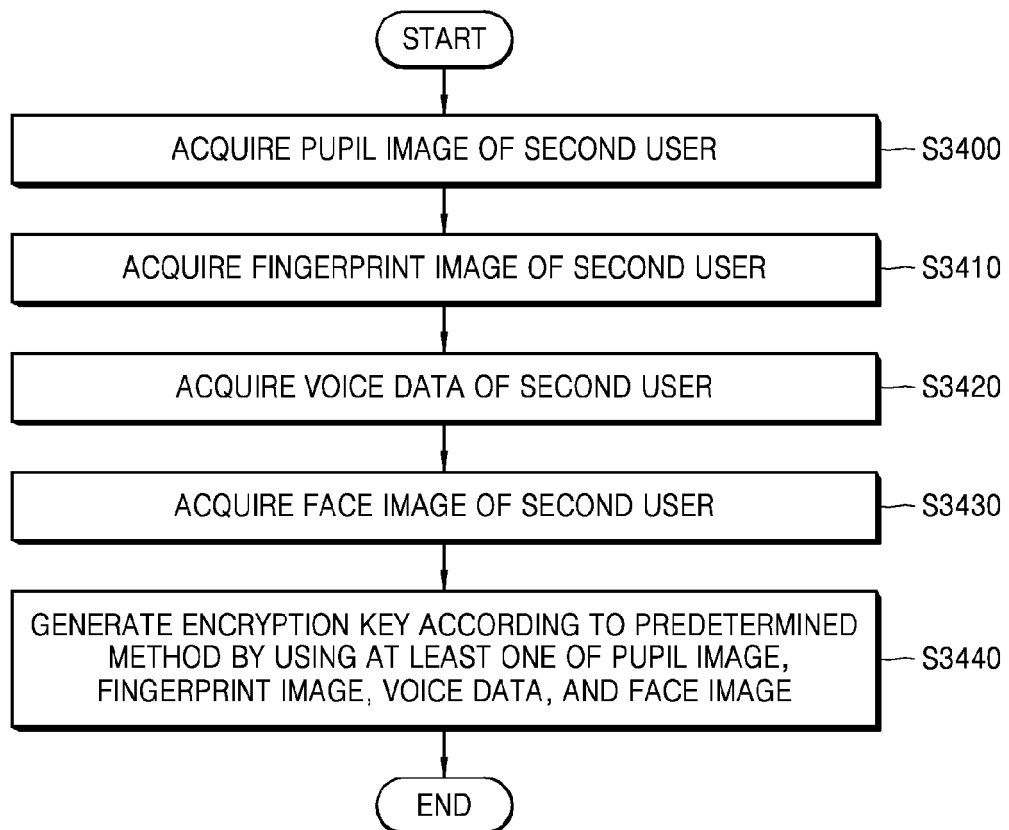 START
ACQUIRE PUPIL IMAGE OF SECOND USER
S3400
ACQUIRE FINGERPRINT IMAGE OF SECOND USER
S3410
ACQUIRE VOICE DATA OF SECOND USER
S3420
ACQUIRE FACE IMAGE OF SECOND USER
S3430
GENERATE ENCRYPTION KEY ACCORDING TO PREDETERMINED
METHOD BY USING AT LEAST ONE OF PUPIL IMAGE,
FINGERPRINT IMAGE, VOICE DATA, AND FACE IMAGE
S3440
END